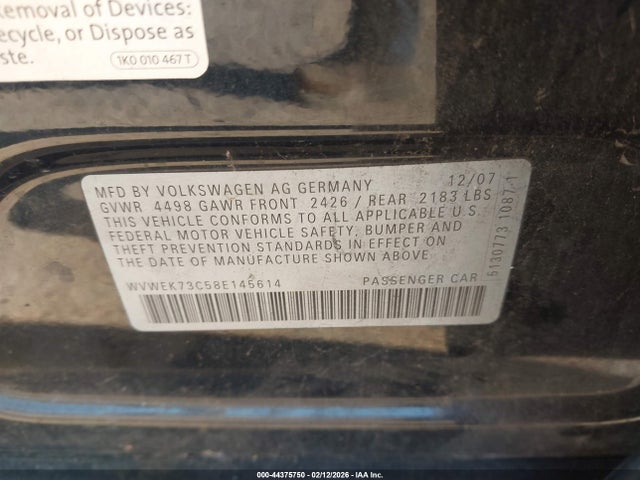 emoval of Devices:
ecycle, or Dispose as
ste.
1K0 010 467 T
MFD BY VOLKSWAGEN AG GERMANY 12/07
GVWR 4498 GAWR FRONT 2426 / REAR 2183 LBS
THIS VEHICLE CONFORMS TO ALL APPLICABLE U.S.
FEDERAL MOTOR VEHICLE SAFETY, BUMPER AND
THEFT PREVENTION STANDARDS IN EFFECT ON
THE DATE OF MANUFACTURE SHOWN ABOVE
WVWEK73C58E145614 PASSENGER CAR
5130773 1087 1
000-44375750 - 02/12/2026 - IAA Inc.